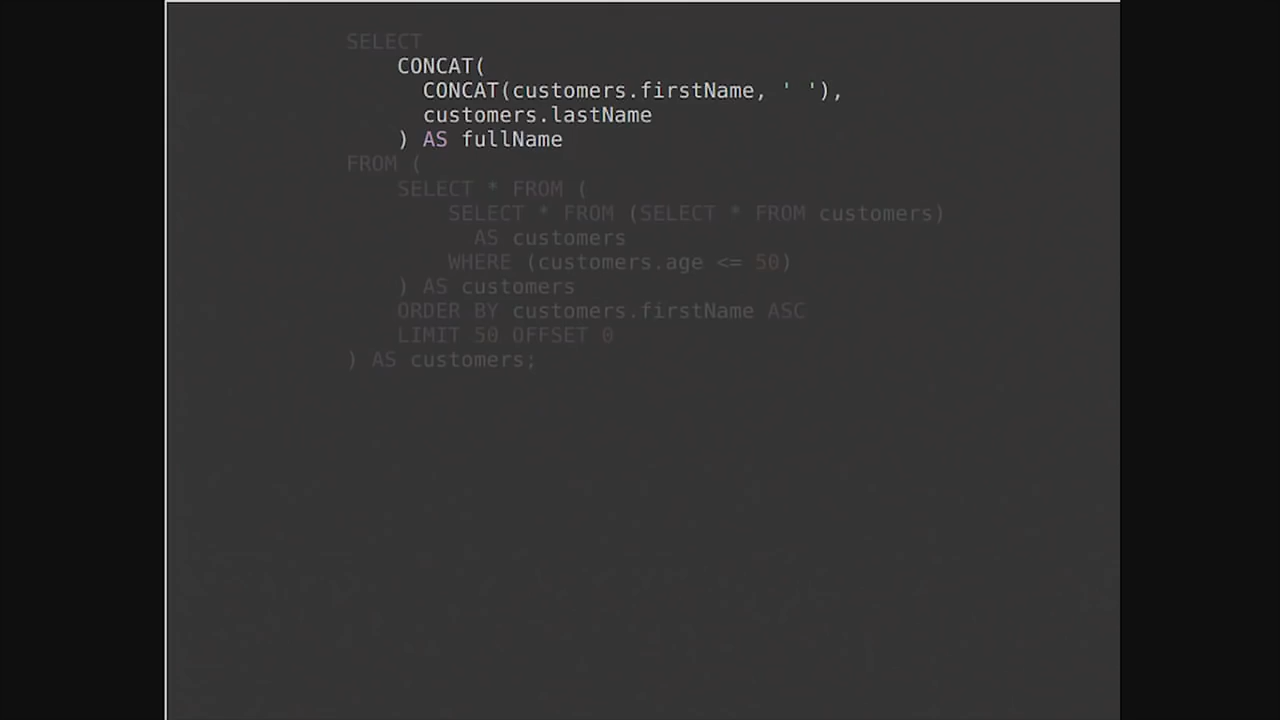 SELECT
CONCAT(
CONCAT(customers.firstName, ' '),
customers.lastName
) AS fullName
FROM (
SELECT * FROM (
SELECT * FROM (SELECT * FROM customers)
AS customers
WHERE (customers.age <= 50)
) AS customers
ORDER BY customers.firstName ASC
LIMIT 50 OFFSET 0
) AS customers;